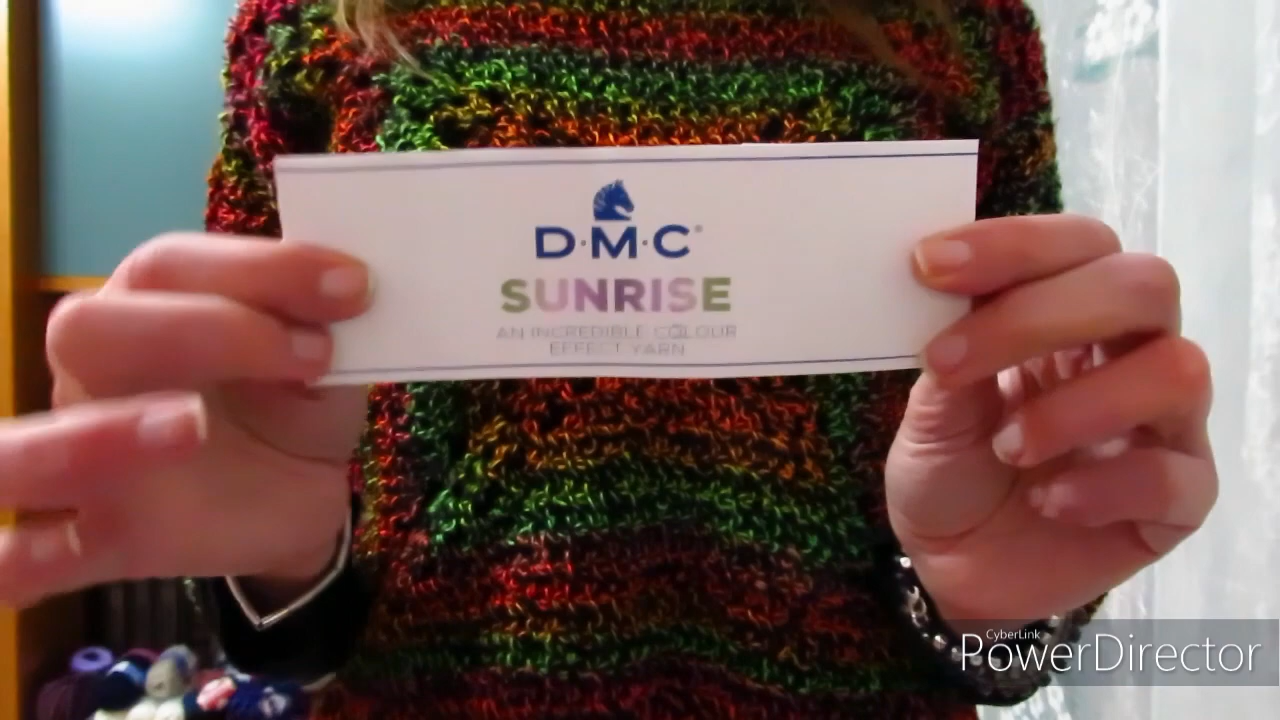 D·M·C®
SUNRISE
AN INCREDIBLE COLOUR
EFFECT YARN
CyberLink
PowerDirector